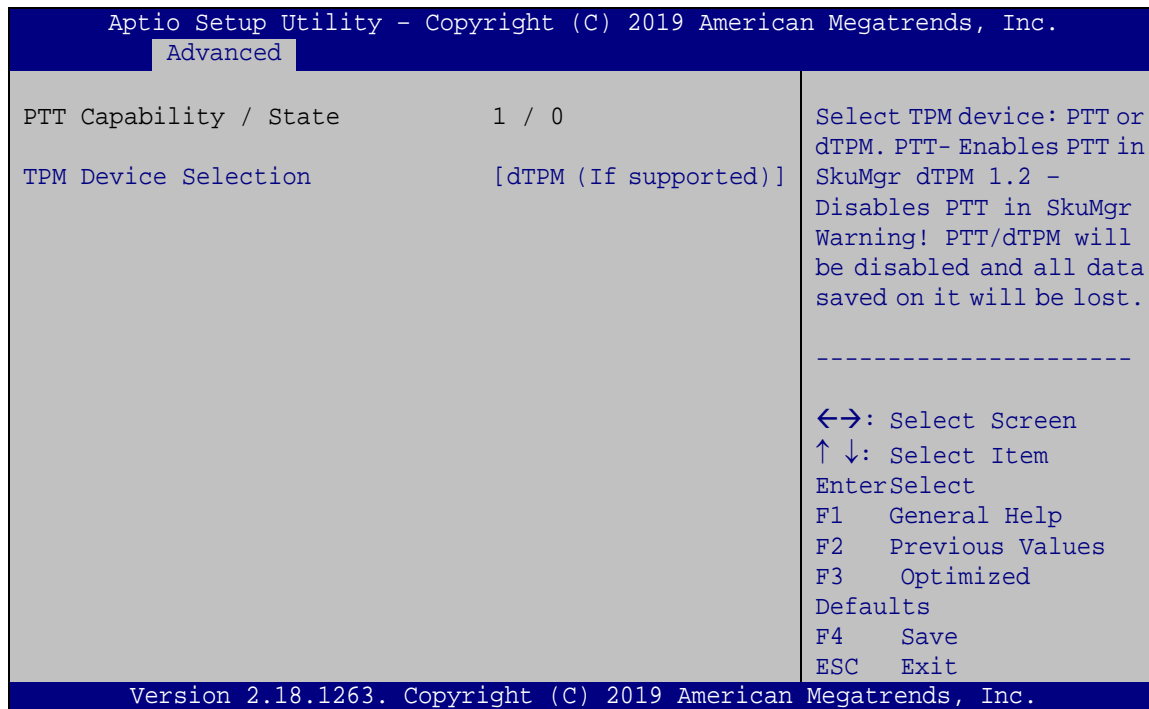 Aptio Setup Utility – Copyright (C) 2019 American Megatrends, Inc.
Advanced
PTT Capability / State 1 / 0
TPM Device Selection [dTPM (If supported)]
Select TPM device: PTT or
dTPM. PTT- Enables PTT in
SkuMgr dTPM 1.2 –
Disables PTT in SkuMgr
Warning! PTT/dTPM will
be disabled and all data
saved on it will be lost.
----------------------
←→: Select Screen
↑ ↓: Select Item
EnterSelect
F1 General Help
F2 Previous Values
F3 Optimized
Defaults
F4 Save
ESC Exit
Version 2.18.1263. Copyright (C) 2019 American Megatrends, Inc.